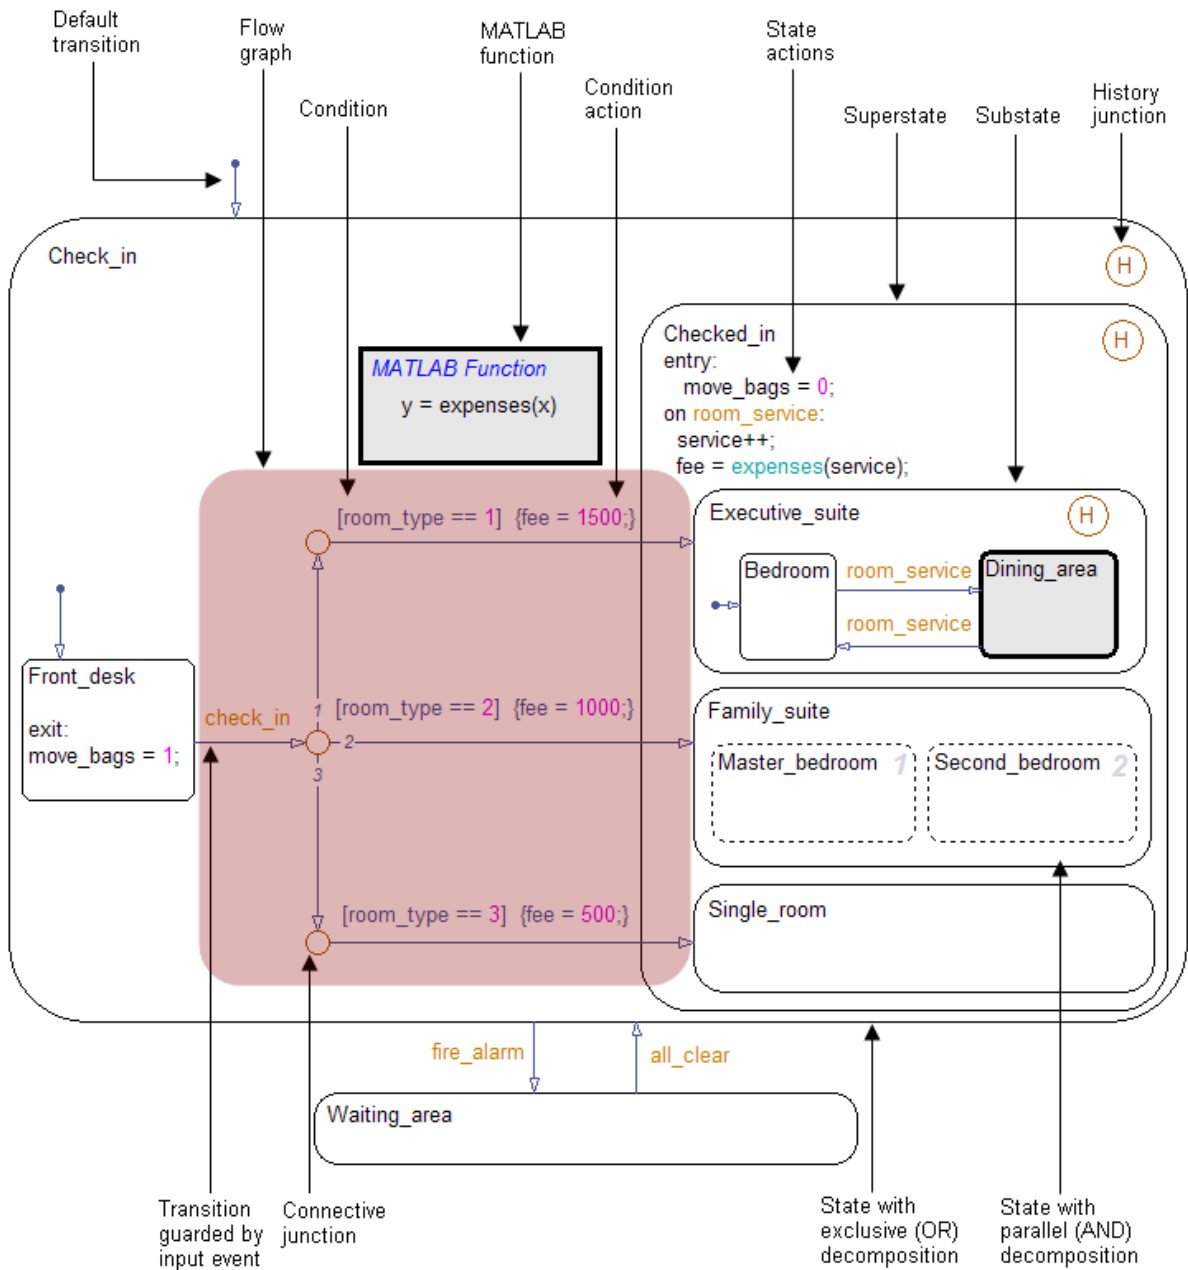 Default
transition
Flow
graph
MATLAB
function
State
actions
Condition
Condition
action
Superstate
Substate
History
junction
Check_in
H
Checked_in
H
entry:
move_bags = 0;
on room_service:
service++;
fee = expenses(service);
MATLAB Function
y = expenses(x)
[room_type == 1] {fee = 1500;}
Executive_suite
H
Bedroom
room_service
Dining_area
room_service
Front_desk
exit:
move_bags = 1;
check_in
1
2
3
[room_type == 2] {fee = 1000;}
Family_suite
Master_bedroom 1
Second_bedroom 2
[room_type == 3] {fee = 500;}
Single_room
fire_alarm
all_clear
Waiting_area
Transition
guarded by
input event
Connective
junction
State with
exclusive (OR)
decomposition
State with
parallel (AND)
decomposition